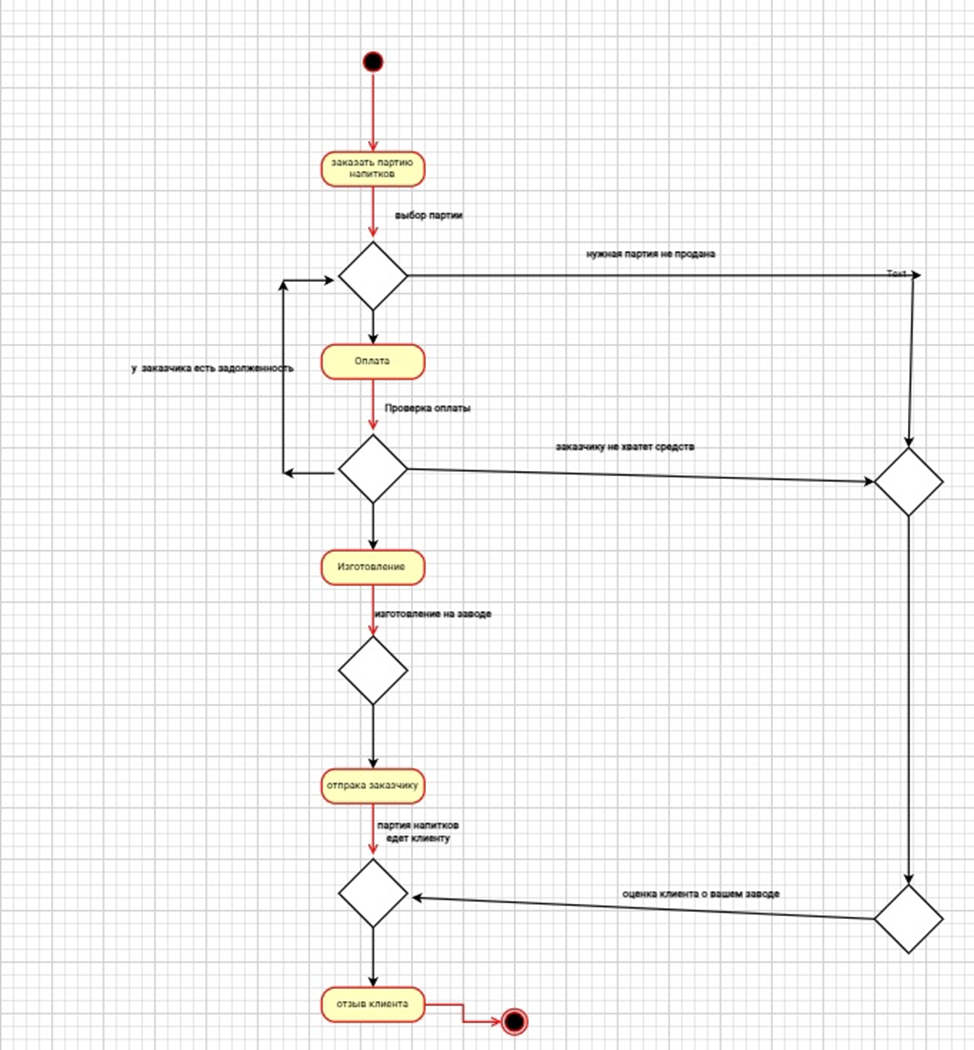 заказать партию
напитков
выбор партии
нужная партия не продана
Text
Оплата
у заказчика есть задолженность
Проверка оплаты
заказчику не хватет средств
Изготовление
изготовление на заводе
отпрака заказчику
партия напитков
едет клиенту
оценка клиента о вашем заводе
отзыв клиента